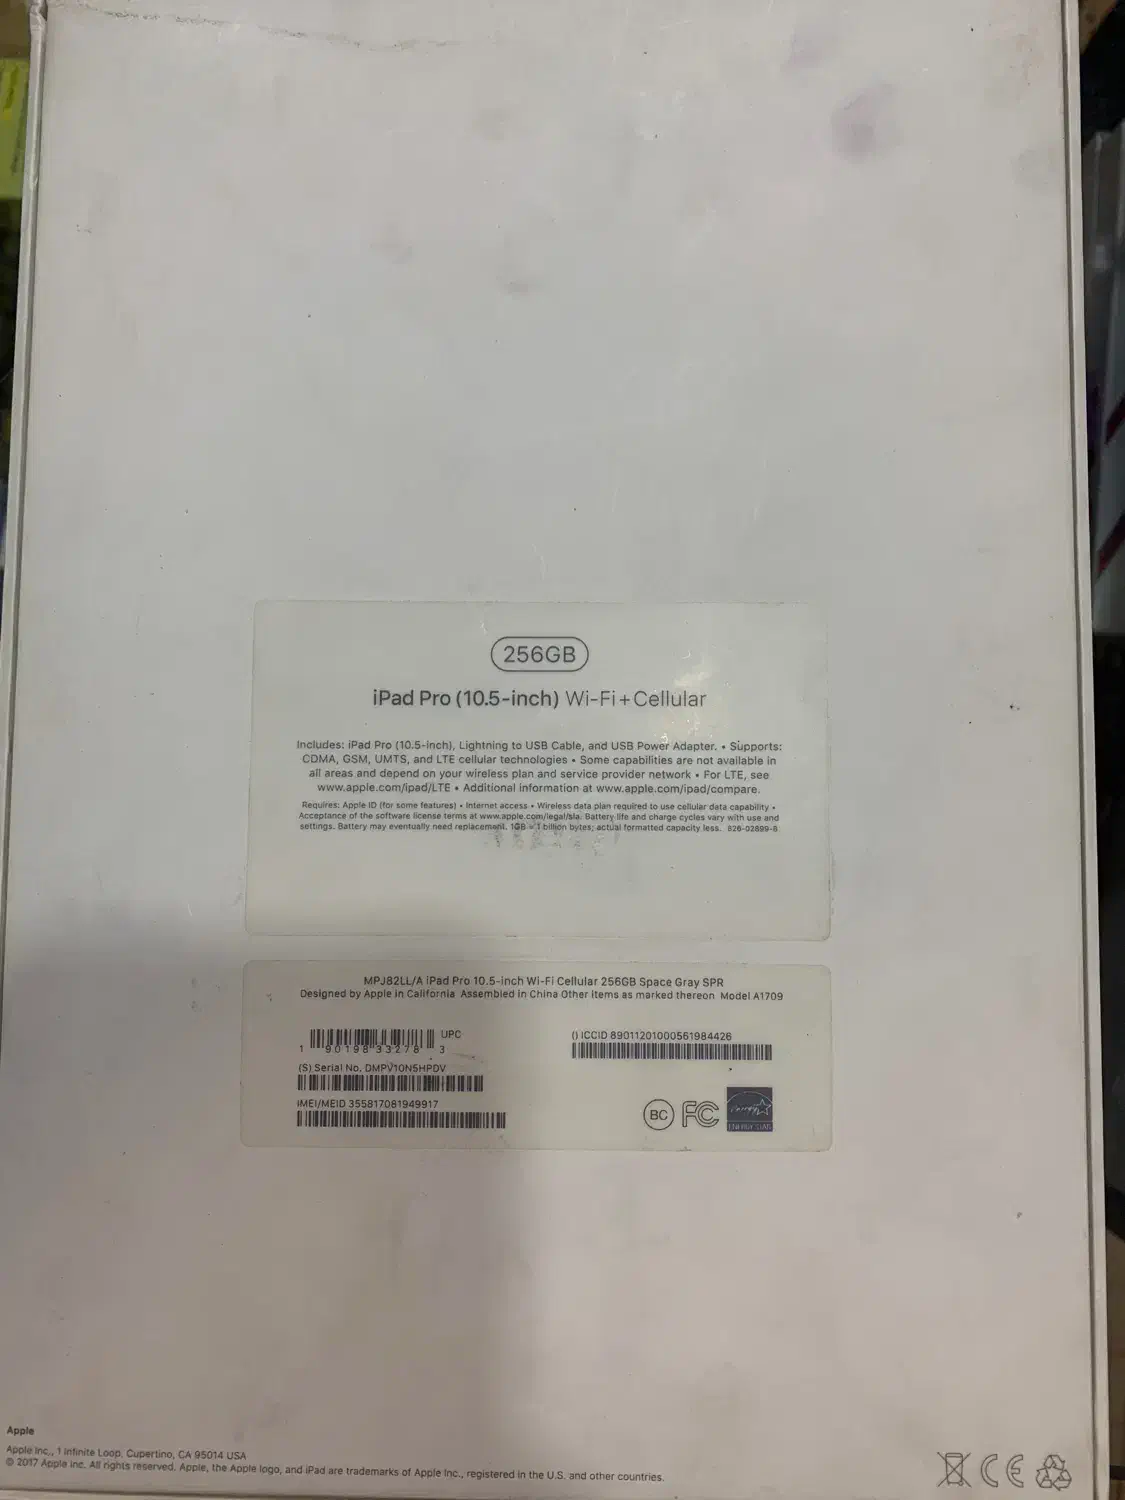 256GB
iPad Pro (10.5-inch) Wi-Fi + Cellular
Includes: iPad Pro (10.5-inch), Lightning to USB Cable, and USB Power Adapter. • Supports:
CDMA, GSM, UMTS, and LTE cellular technologies • Some capabilities are not available in
all areas and depend on your wireless plan and service provider network • For LTE, see
www.apple.com/ipad/LTE • Additional information at www.apple.com/ipad/compare.
Requires: Apple ID (for some features) • Internet access • Wireless data plan required to use cellular data capability •
Acceptance of the software license terms at www.apple.com/legal/sla. Battery life and charge cycles vary with use and
settings. Battery may eventually need replacement. 1GB = 1 billion bytes; actual formatted capacity less. 826-02899-B
MPJ82LL/A iPad Pro 10.5-inch Wi-Fi Cellular 256GB Space Gray SPR
Designed by Apple in California Assembled in China Other items as marked thereon Model A1709
UPC
1 90198 33278 3
(S) Serial No. DMPV10N5HPDV
IMEI/MEID 355817081949917
() ICCID 89011201000561984426
BC FC
ENERGY STAR
Apple
Apple Inc., 1 Infinite Loop, Cupertino, CA 95014 USA
© 2017 Apple Inc. All rights reserved. Apple, the Apple logo, and iPad are trademarks of Apple Inc., registered in the U.S. and other countries.
CE